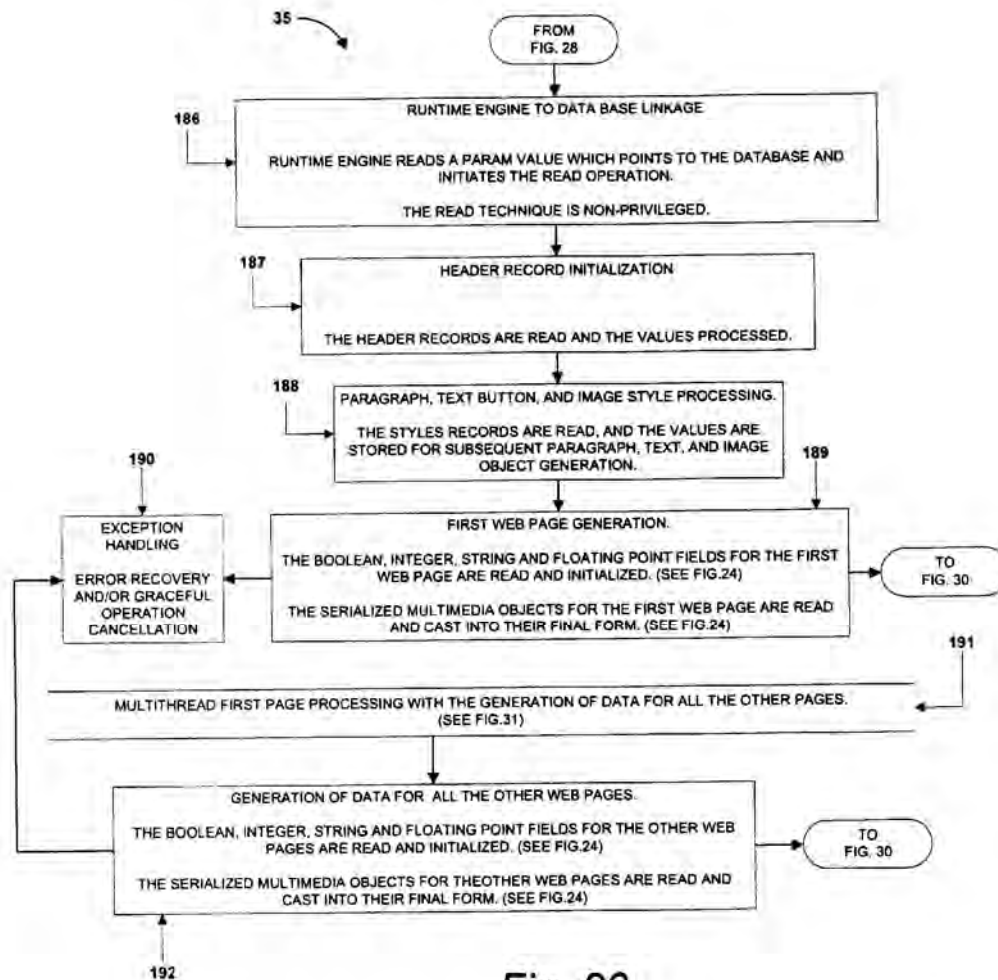 35
FROM
FIG. 28
186
RUNTIME ENGINE TO DATA BASE LINKAGE
RUNTIME ENGINE READS A PARAM VALUE WHICH POINTS TO THE DATABASE AND
INITIATES THE READ OPERATION.
THE READ TECHNIQUE IS NON-PRIVILEGED.
187
HEADER RECORD INITIALIZATION
THE HEADER RECORDS ARE READ AND THE VALUES PROCESSED.
188
PARAGRAPH, TEXT BUTTON, AND IMAGE STYLE PROCESSING.
THE STYLES RECORDS ARE READ, AND THE VALUES ARE
STORED FOR SUBSEQUENT PARAGRAPH, TEXT, AND IMAGE
OBJECT GENERATION.
190
189
EXCEPTION
HANDLING
ERROR RECOVERY
AND/OR GRACEFUL
OPERATION
CANCELLATION
FIRST WEB PAGE GENERATION.
THE BOOLEAN, INTEGER, STRING AND FLOATING POINT FIELDS FOR THE FIRST
WEB PAGE ARE READ AND INITIALIZED. (SEE FIG.24)
THE SERIALIZED MULTIMEDIA OBJECTS FOR THE FIRST WEB PAGE ARE READ
AND CAST INTO THEIR FINAL FORM. (SEE FIG.24)
TO
FIG. 30
191
MULTITHREAD FIRST PAGE PROCESSING WITH THE GENERATION OF DATA FOR ALL THE OTHER PAGES.
(SEE FIG.31)
GENERATION OF DATA FOR ALL THE OTHER WEB PAGES.
THE BOOLEAN, INTEGER, STRING AND FLOATING POINT FIELDS FOR THE OTHER WEB
PAGES ARE READ AND INITIALIZED. (SEE FIG.24)
THE SERIALIZED MULTIMEDIA OBJECTS FOR THEOTHER WEB PAGES ARE READ AND
CAST INTO THEIR FINAL FORM. (SEE FIG.24)
TO
FIG. 30
192